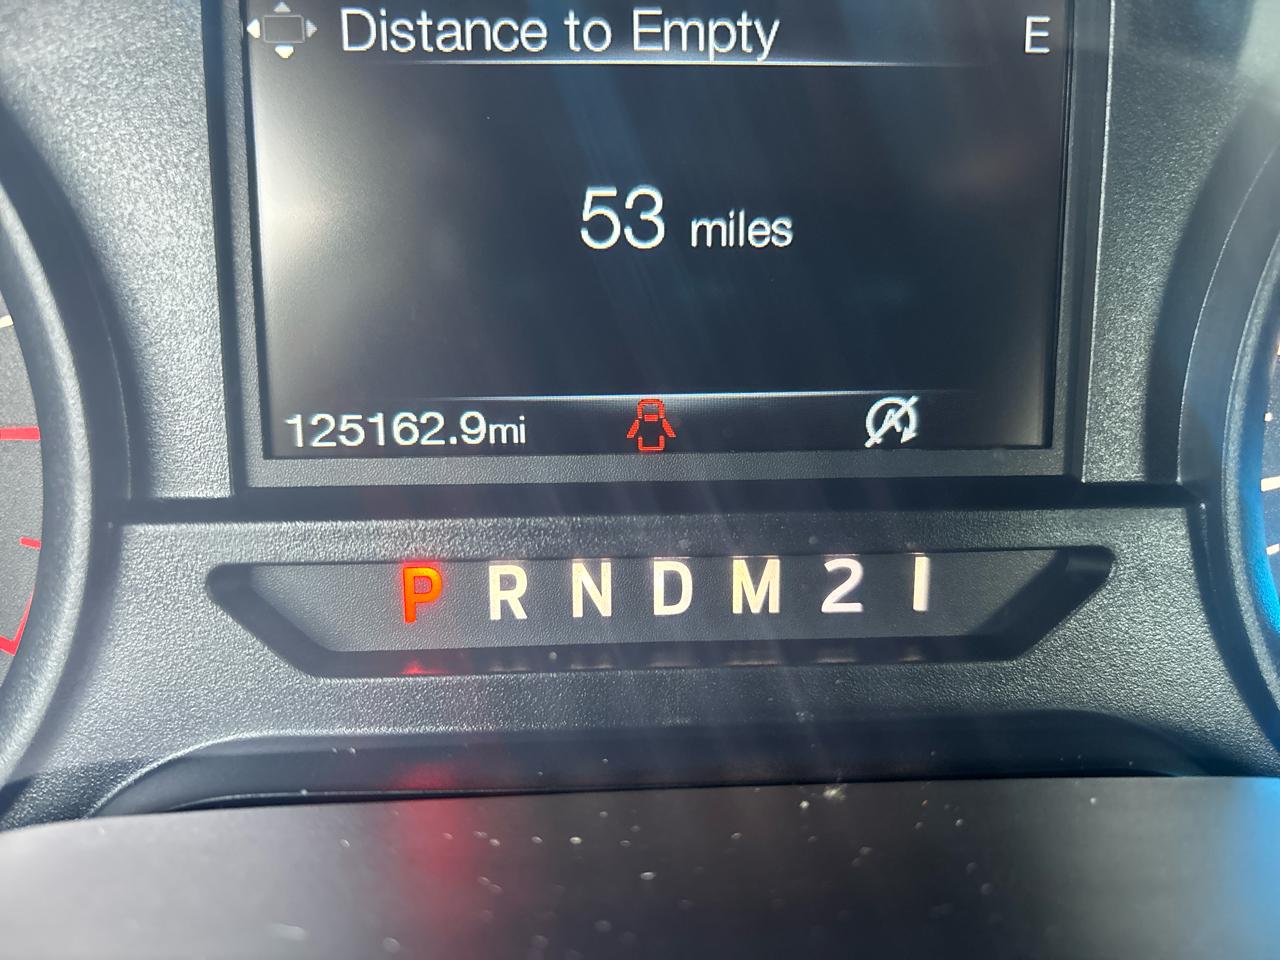 Distance to Empty E
53 miles
125162.9mi
P R N D M 2 1